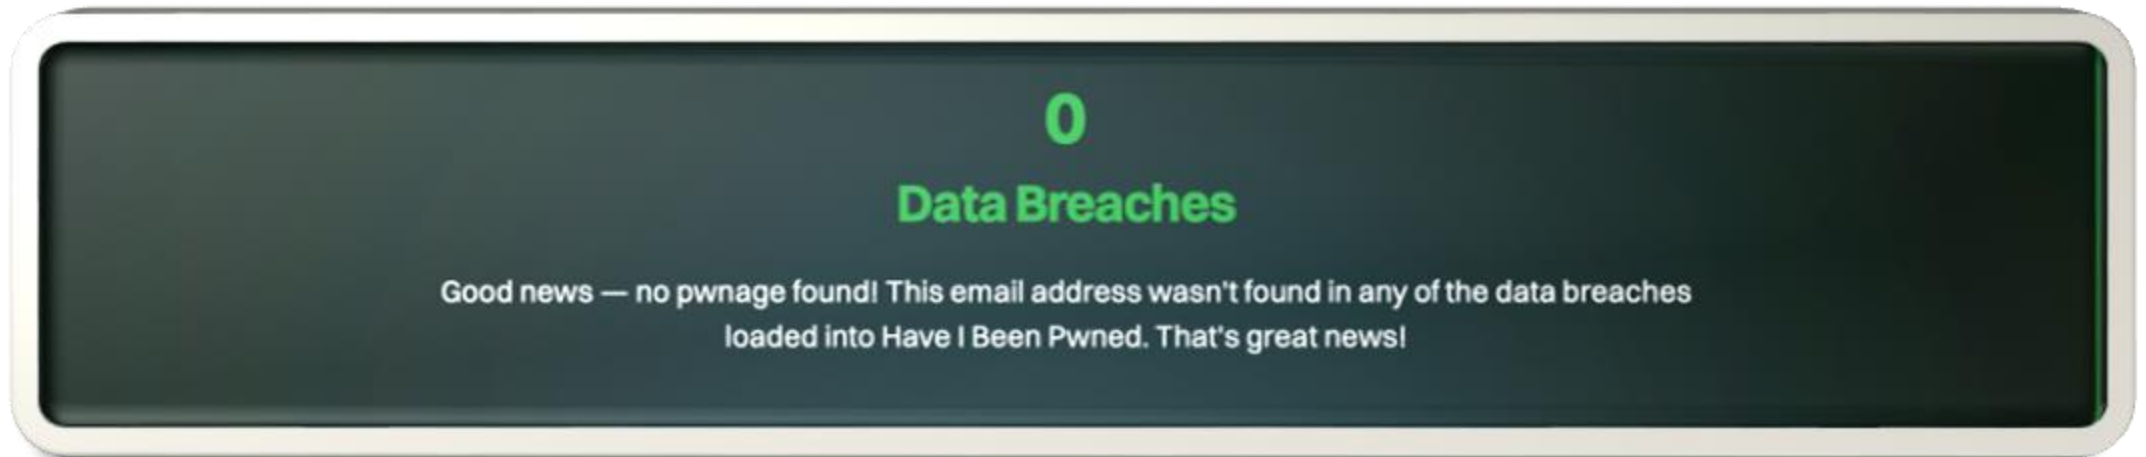 0
Data Breaches
Good news — no pwnage found! This email address wasn't found in any of the data breaches
loaded into Have I Been Pwned. That's great news!